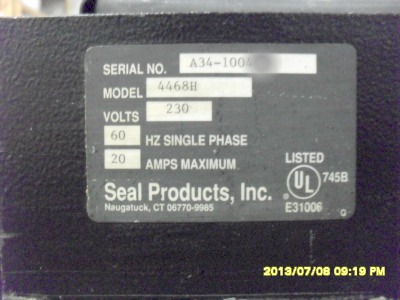 SERIAL NO. A34-1004
MODEL 4468H
VOLTS 230
60 HZ SINGLE PHASE
20 AMPS MAXIMUM
LISTED
UL 745B
E31006
Seal Products, Inc.
Naugatuck, CT 06770-9985
2013/07/08 09:19 PM